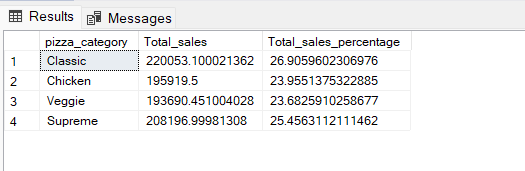 Results Messages
pizza_category Total_sales Total_sales_percentage
1 Classic 220053.100021362 26.9059602306976
2 Chicken 195919.5 23.9551375322885
3 Veggie 193690.451004028 23.6825910258677
4 Supreme 208196.99981308 25.4563112111462